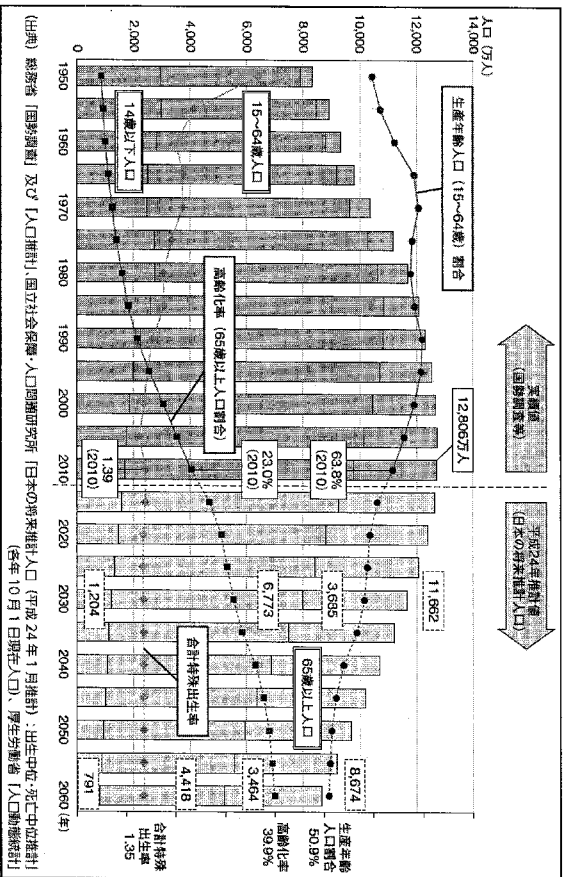 人口（万人）
14,000
12,000
10,000
8,000
6,000
4,000
2,000
0
実績値
(国勢調査等)
平成24年推計値
(日本の将来推計人口)
生産年齢人口（15～64歳）割合
12,806万人
11,662
8,674
15～64歳人口
14歳以下人口
高齢化率（65歳以上人口割合）
63.8%
(2010)
23.0%
(2010)
1.39
(2010)
3,685
6,773
1,204
65歳以上人口
合計特殊出生率
3,464
4,418
791
生産年齢
人口割合
50.9%
高齢化率
39.9%
合計特殊
出生率
1.35
1950
1960
1970
1980
1990
2000
2010
2020
2030
2040
2050
2060 (年)
(出典) 総務省「国勢調査」及び「人口推計」、国立社会保障・人口問題研究所「日本の将来推計人口（平成24年1月推計）：出生中位・死亡中位推計」
(各年10月1日現在人口)、厚生労働省「人口動態統計」